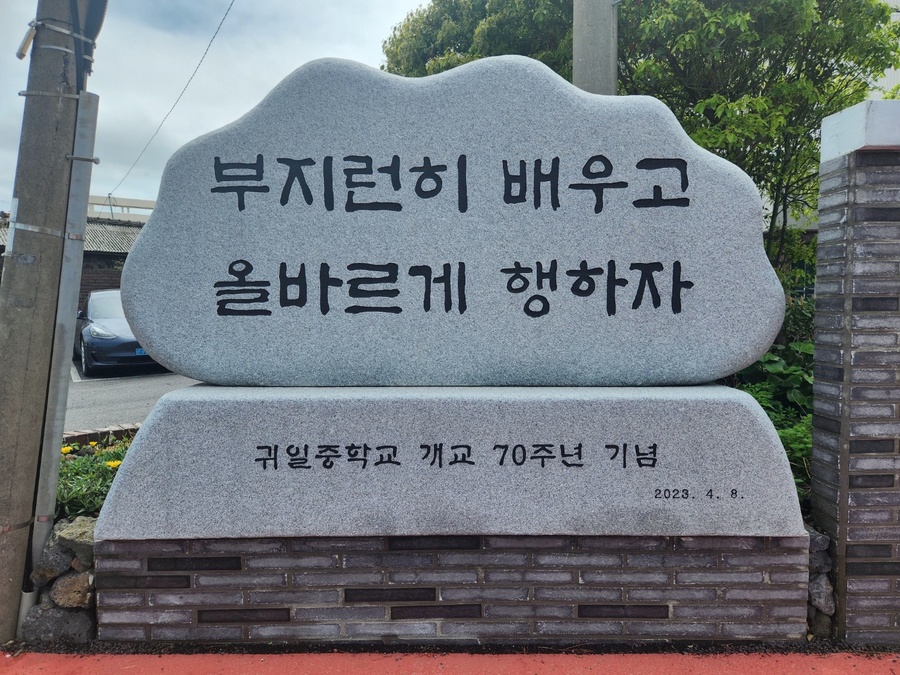 부지런히 배우고
올바르게 행하자
귀일중학교 개교 70주년 기념
2023. 4. 8.